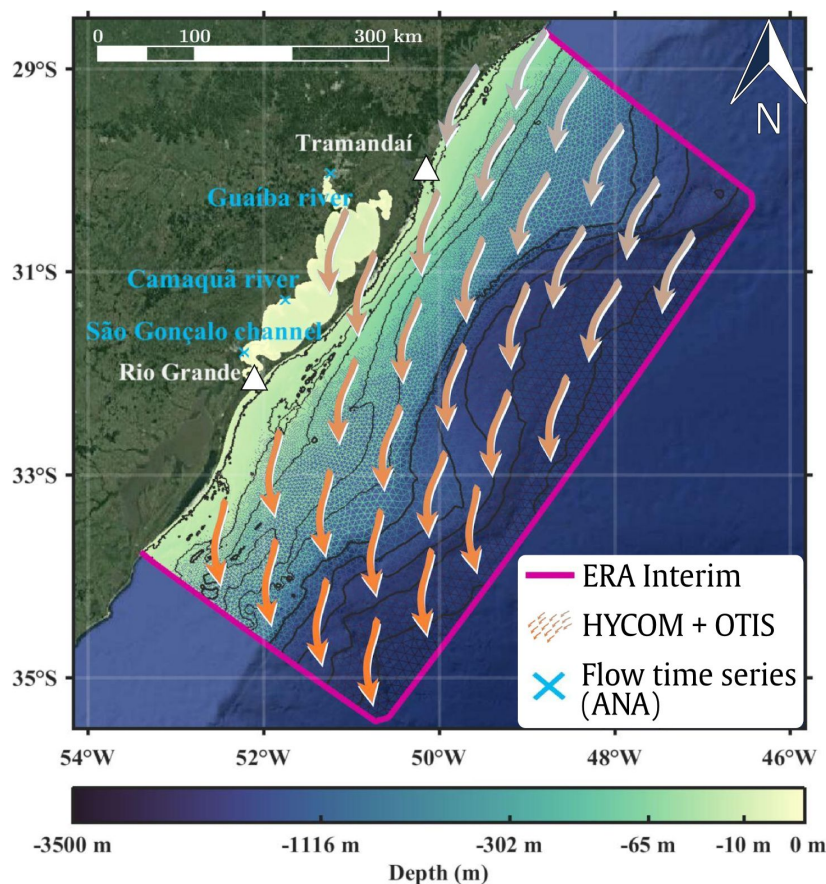 0 100 300 km
29°S
N
Tramandaí
Guaíba river
31°S
Camaquã river
São Gonçalo channel
Rio Grande
33°S
ERA Interim
HYCOM + OTIS
Flow time series
(ANA)
35°S
54°W 52°W 50°W 48°W 46°W
-3500 m -1116 m -302 m -65 m -10 m 0 m
Depth (m)